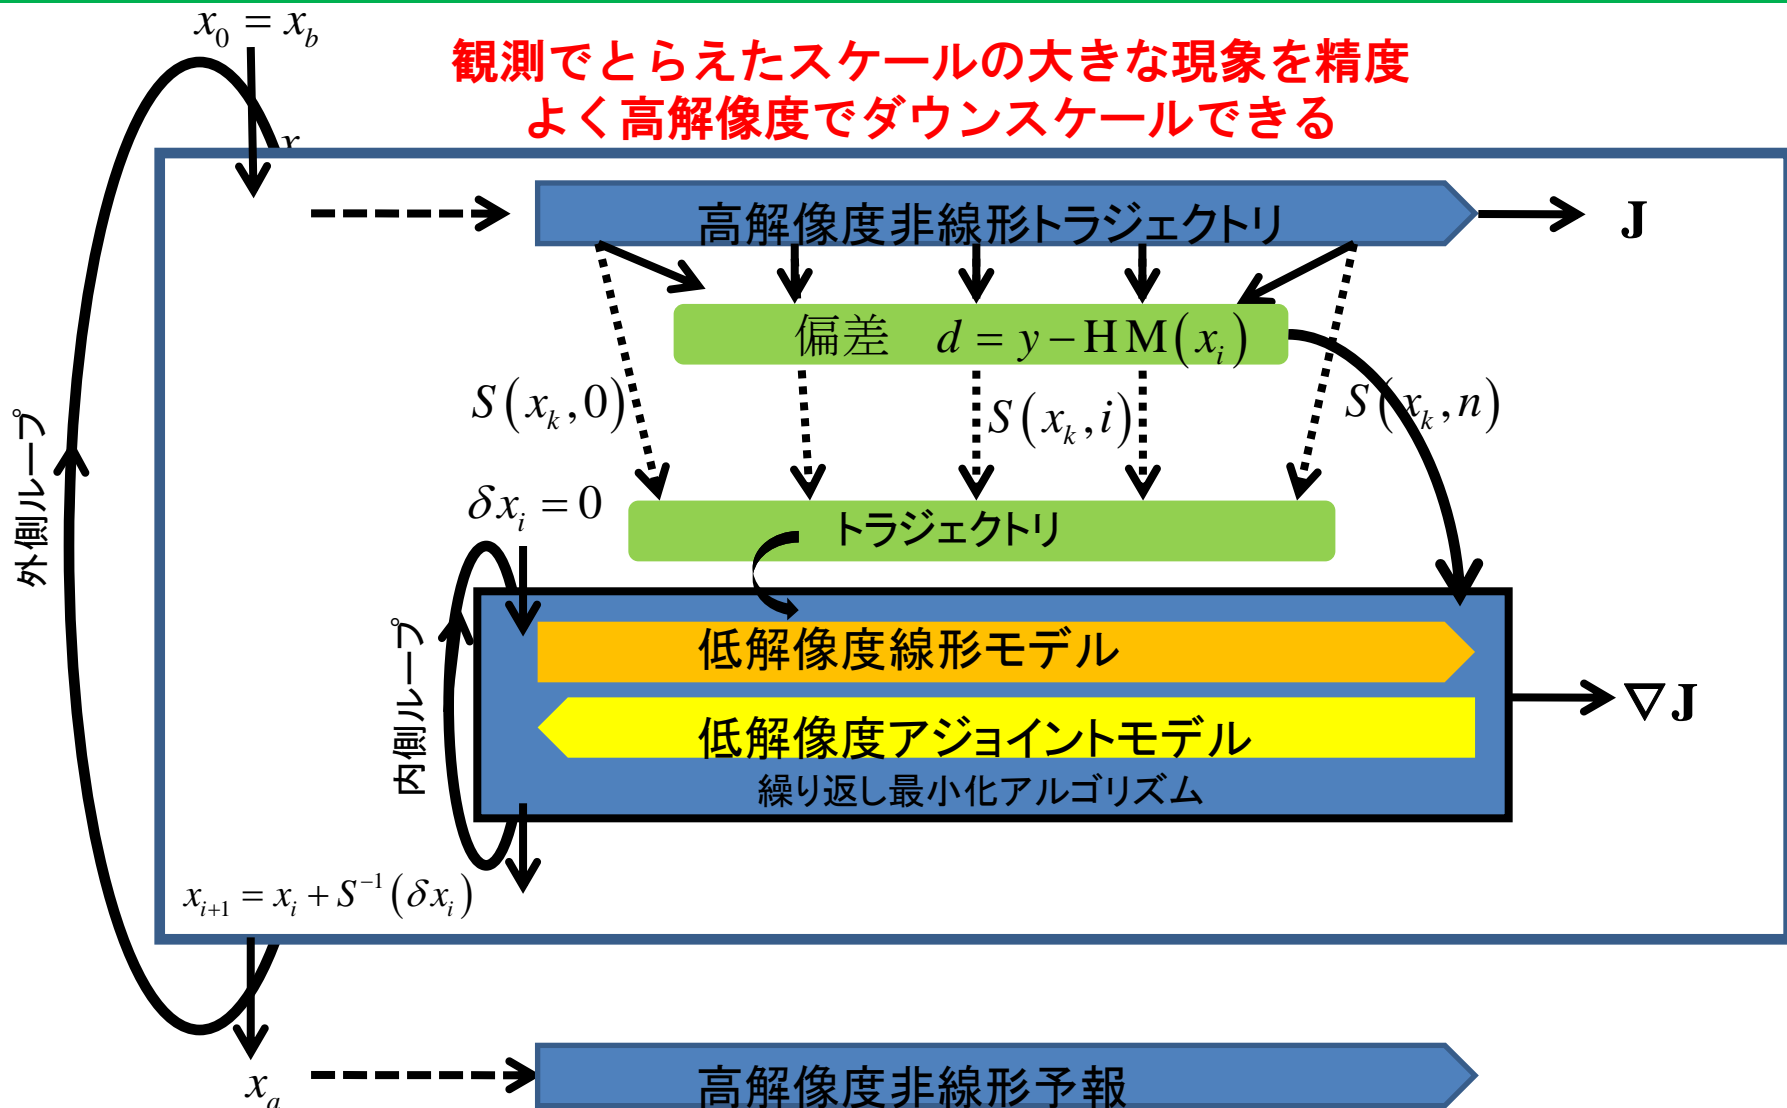 x_0 = x_b
観測でとらえたスケールの大きな現象を精度
よく高解像度でダウンスケールできる
高解像度非線形トラジェクトリ
J
偏差 d = y − HM(x_i)
S(x_k, 0)
S(x_k, i)
S(x_k, n)
外側ループ
δx_i = 0
トラジェクトリ
内側ループ
低解像度線形モデル
低解像度アジョイントモデル
∇J
繰り返し最小化アルゴリズム
x_{i+1} = x_i + S^{-1}(δx_i)
x_a
高解像度非線形予報